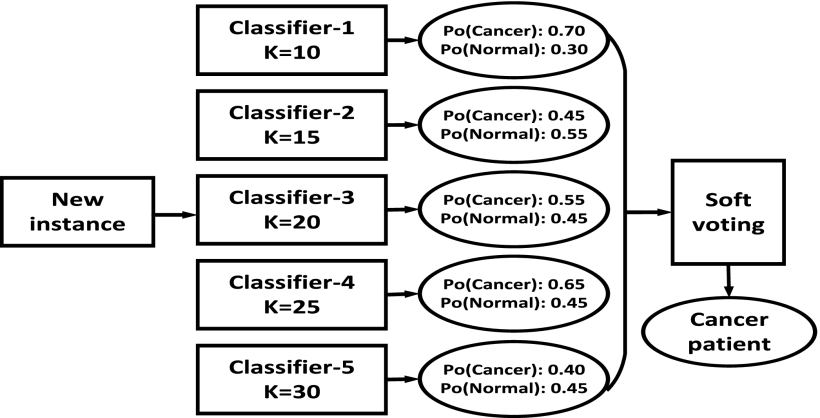 Classifier-1
K=10
Po(Cancer): 0.70
Po(Normal): 0.30
Classifier-2
K=15
Po(Cancer): 0.45
Po(Normal): 0.55
New
instance
Classifier-3
K=20
Po(Cancer): 0.55
Po(Normal): 0.45
Soft
voting
Classifier-4
K=25
Po(Cancer): 0.65
Po(Normal): 0.45
Cancer
patient
Classifier-5
K=30
Po(Cancer): 0.40
Po(Normal): 0.45